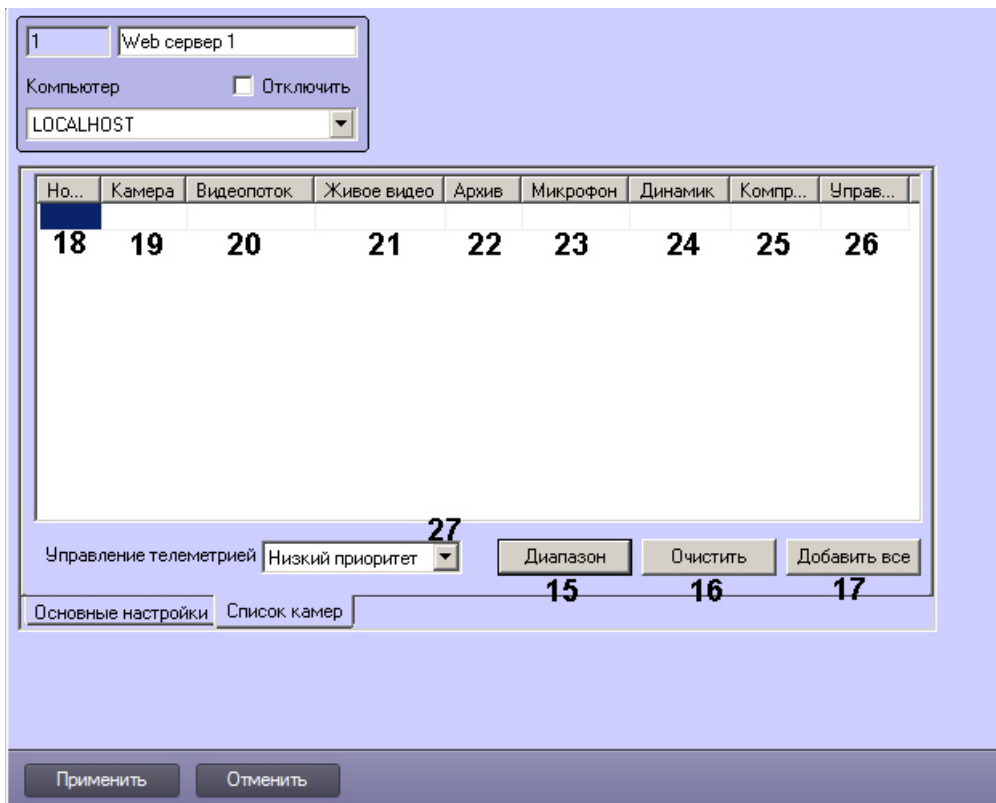 1 Web сервер 1
Компьютер Отключить
LOCALHOST
Но... Камера Видеопоток Живое видео Архив Микрофон Динамик Компр... Управ...
18 19 20 21 22 23 24 25 26
27
Управление телеметрией Низкий приоритет Диапазон Очистить Добавить все
15 16 17
Основные настройки Список камер
Применить Отменить